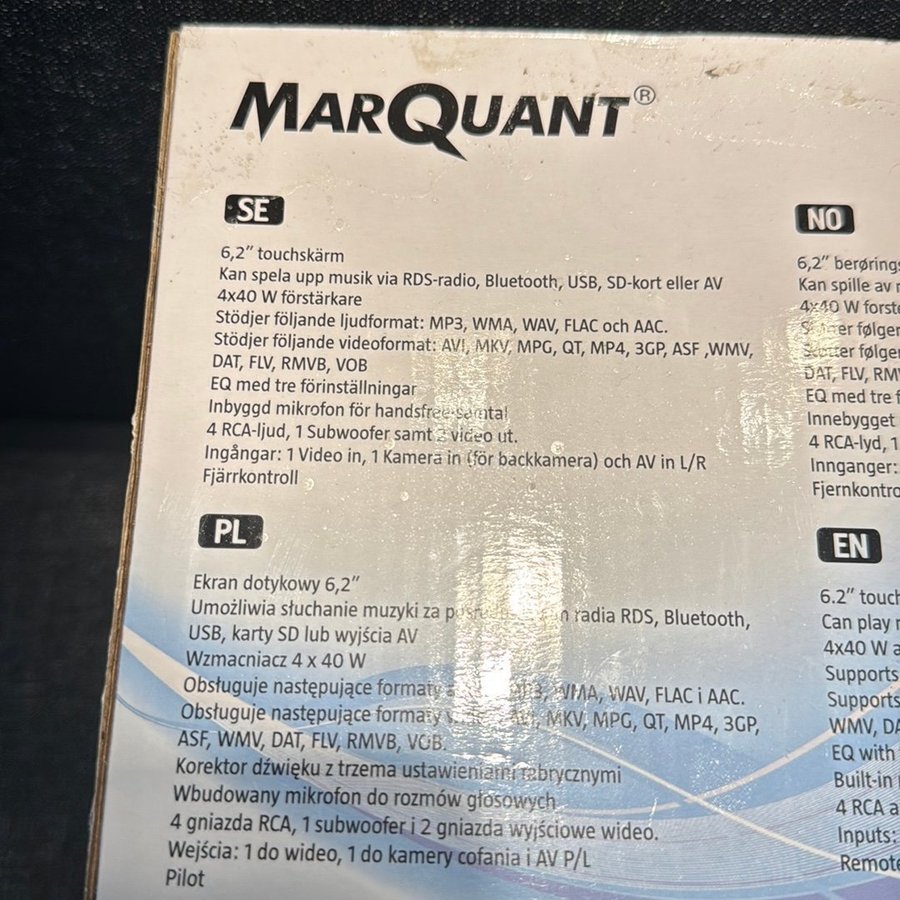 MARQUANT®
SE
6,2” touchskärm
Kan spela upp musik via RDS-radio, Bluetooth, USB, SD-kort eller AV
4x40 W förstärkare
Stödjer följande ljudformat: MP3, WMA, WAV, FLAC och AAC.
Stödjer följande videoformat: AVI, MKV, MPG, QT, MP4, 3GP, ASF ,WMV,
DAT, FLV, RMVB, VOB
EQ med tre förinställningar
Inbyggd mikrofon för handsfree-samtal
4 RCA-ljud, 1 Subwoofer samt 2 video ut.
Ingångar: 1 Video in, 1 Kamera in (för backkamera) och AV in L/R
Fjärrkontroll
NO
6,2”
Kan spille av
4x40 W
følger
følger
DAT, FLV,
EQ med tre
Innebygget
4 RCA-lyd, 1
Innganger:
PL
Ekran dotykowy 6,2”
Umożliwia słuchanie muzyki za radia RDS, Bluetooth,
USB, karty SD lub wyjścia AV
Wzmacniacz 4 x 40 W
Obsługuje następujące formaty WMA, WAV, FLAC i AAC.
Obsługuje następujące formaty AVI, MKV, MPG, QT, MP4, 3GP,
ASF, WMV, DAT, FLV, RMVB, VOB.
Korektor dźwięku z trzema ustawieniami fabrycznymi
Wbudowany mikrofon do rozmów głosowych
4 gniazda RCA, 1 subwoofer i 2 gniazda wyjściowe wideo.
Wejścia: 1 do wideo, 1 do kamery cofania i AV P/L
Pilot
EN
6.2”
Can play
4x40 W
Supports
Supports
WMV,
EQ with
Built-in
4 RCA
Inputs: